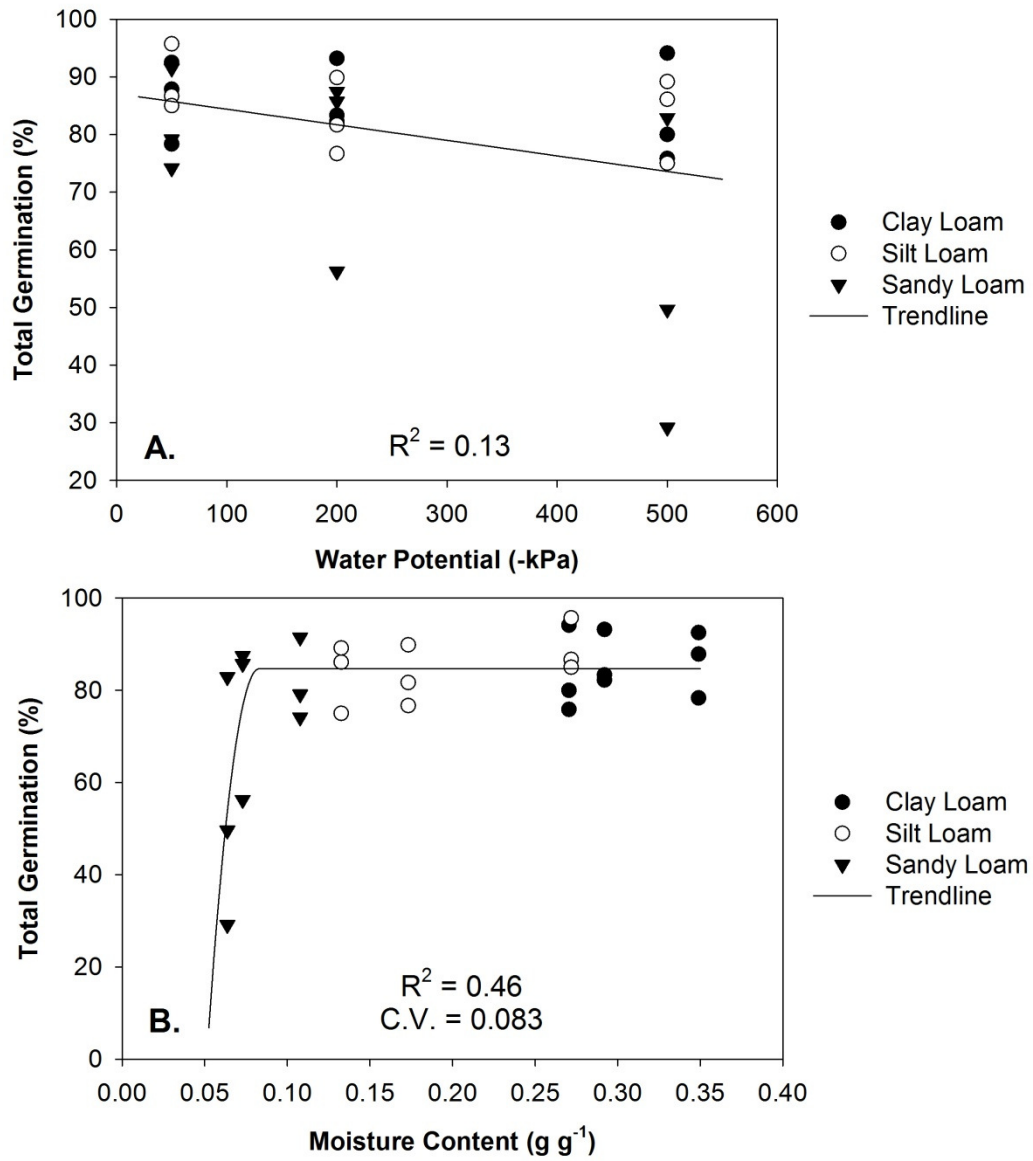 100
90
80
70
60
50
40
30
20
Total Germination (%)
A.
R² = 0.13
0 100 200 300 400 500 600
Water Potential (-kPa)
Clay Loam
Silt Loam
Sandy Loam
Trendline
100
80
60
40
20
0
Total Germination (%)
B.
R² = 0.46
C.V. = 0.083
0.00 0.05 0.10 0.15 0.20 0.25 0.30 0.35 0.40
Moisture Content (g g⁻¹)
Clay Loam
Silt Loam
Sandy Loam
Trendline